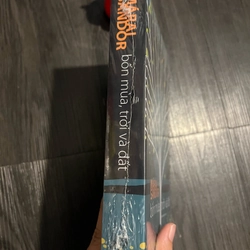 MÁRAI
SÁNDOR
bốn mùa, trời và đất